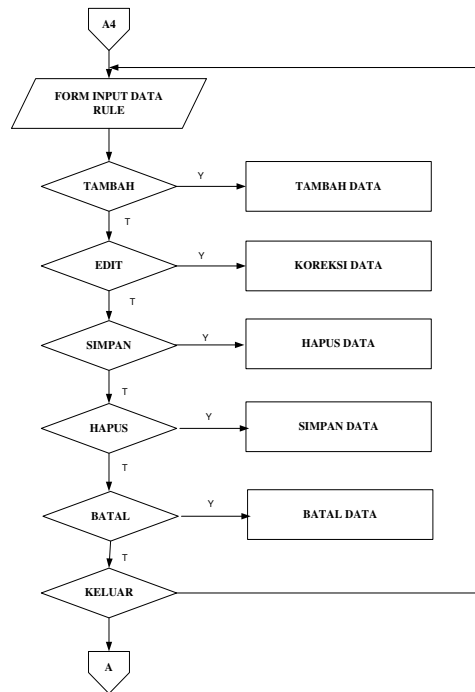 A4
FORM INPUT DATA
RULE
TAMBAH
Y
TAMBAH DATA
T
EDIT
Y
KOREKSI DATA
T
SIMPAN
Y
HAPUS DATA
T
HAPUS
Y
SIMPAN DATA
T
BATAL
Y
BATAL DATA
T
KELUAR
A